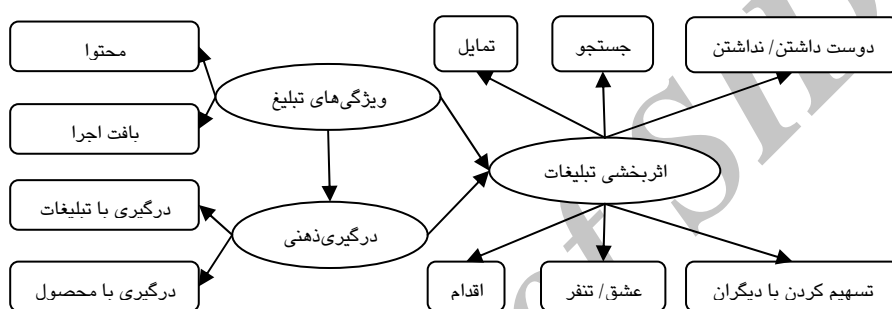 دوست داشتن/ نداشتن
جستجو
تمایل
محتوا
ویژگی‌های تبلیغ
بافت اجرا
اثربخشی تبلیغات
درگیری با تبلیغات
درگیری‌ذهنی
تسهیم کردن با دیگران
عشق/ تنفر
اقدام
درگیری با محصول